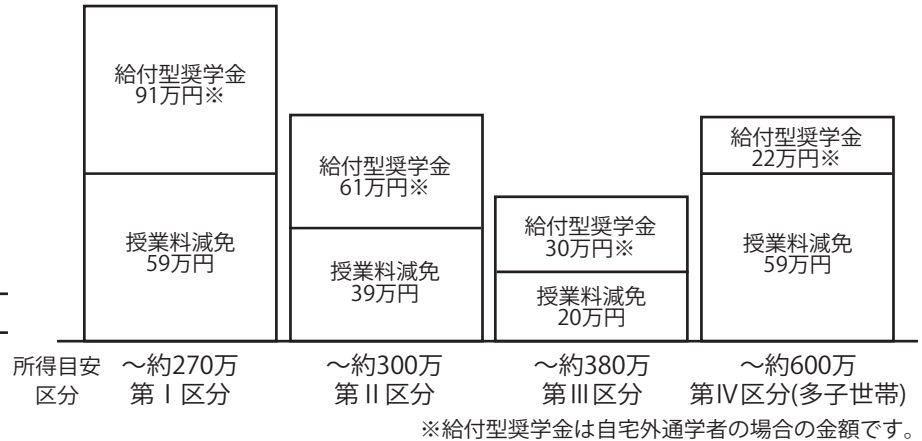 給付型奨学金
91万円※
授業料減免
59万円
給付型奨学金
61万円※
授業料減免
39万円
給付型奨学金
30万円※
授業料減免
20万円
給付型奨学金
22万円※
授業料減免
59万円
所得目安 ～約270万 ～約300万 ～約380万 ～約600万
区分 第Ⅰ区分 第Ⅱ区分 第Ⅲ区分 第Ⅳ区分(多子世帯)
※給付型奨学金は自宅外通学者の場合の金額です。